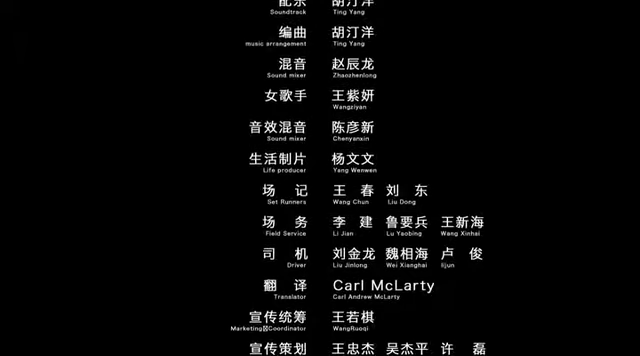 配乐 胡汀洋
Soundtrack Ting Yang
编曲 胡汀洋
music arrangement Ting Yang
混音 赵辰龙
Sound mixer Zhaozhenlong
女歌手 王紫妍
Wangziyan
音效混音 陈彦新
Sound mixer Chenyanxin
生活制片 杨文文
Life producer Yang Wenwen
场记 王春 刘东
Set Runners Wang Chun Liu Dong
场务 李建 鲁要兵 王新海
Field Service Li Jian Lu Yaobing Wang Xinhai
司机 刘金龙 魏相海 卢俊
Driver Liu Jinlong Wei Xianghai lijun
翻译 Carl McLarty
Translator Carl Andrew McLarty
宣传统筹 王若棋
Marketing☒Coordinator WangRuoqi
宣传策划 王忠杰 吴杰平 许磊